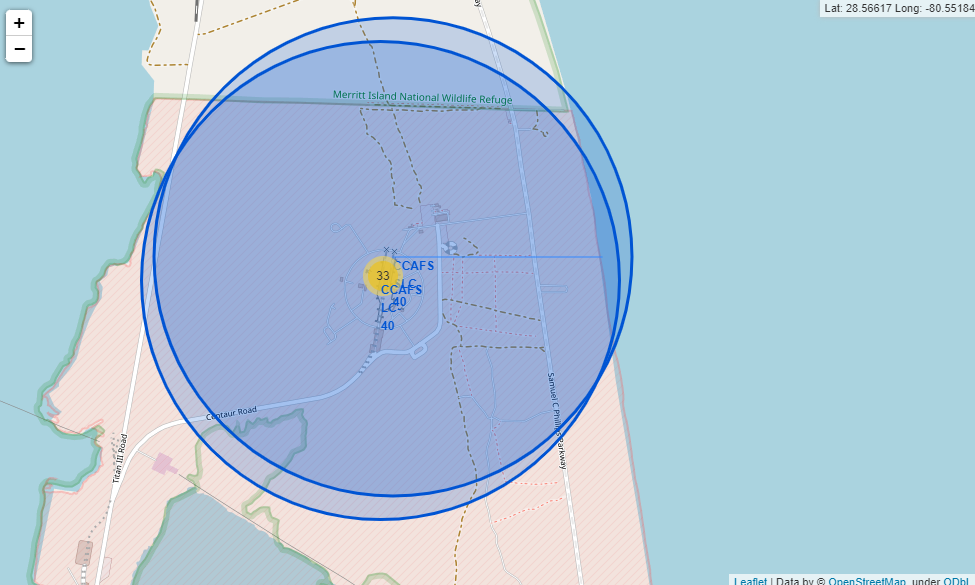 +
−
Lat: 28.56617 Long: -80.55184
Merritt Island National Wildlife Refuge
33
CCAFS
LC
CCAFS
40
LC-
40
Centaur Road
Titan III Road
Samuel C Phillips Parkway
Leaflet | Data by © OpenStreetMap, under ODbL